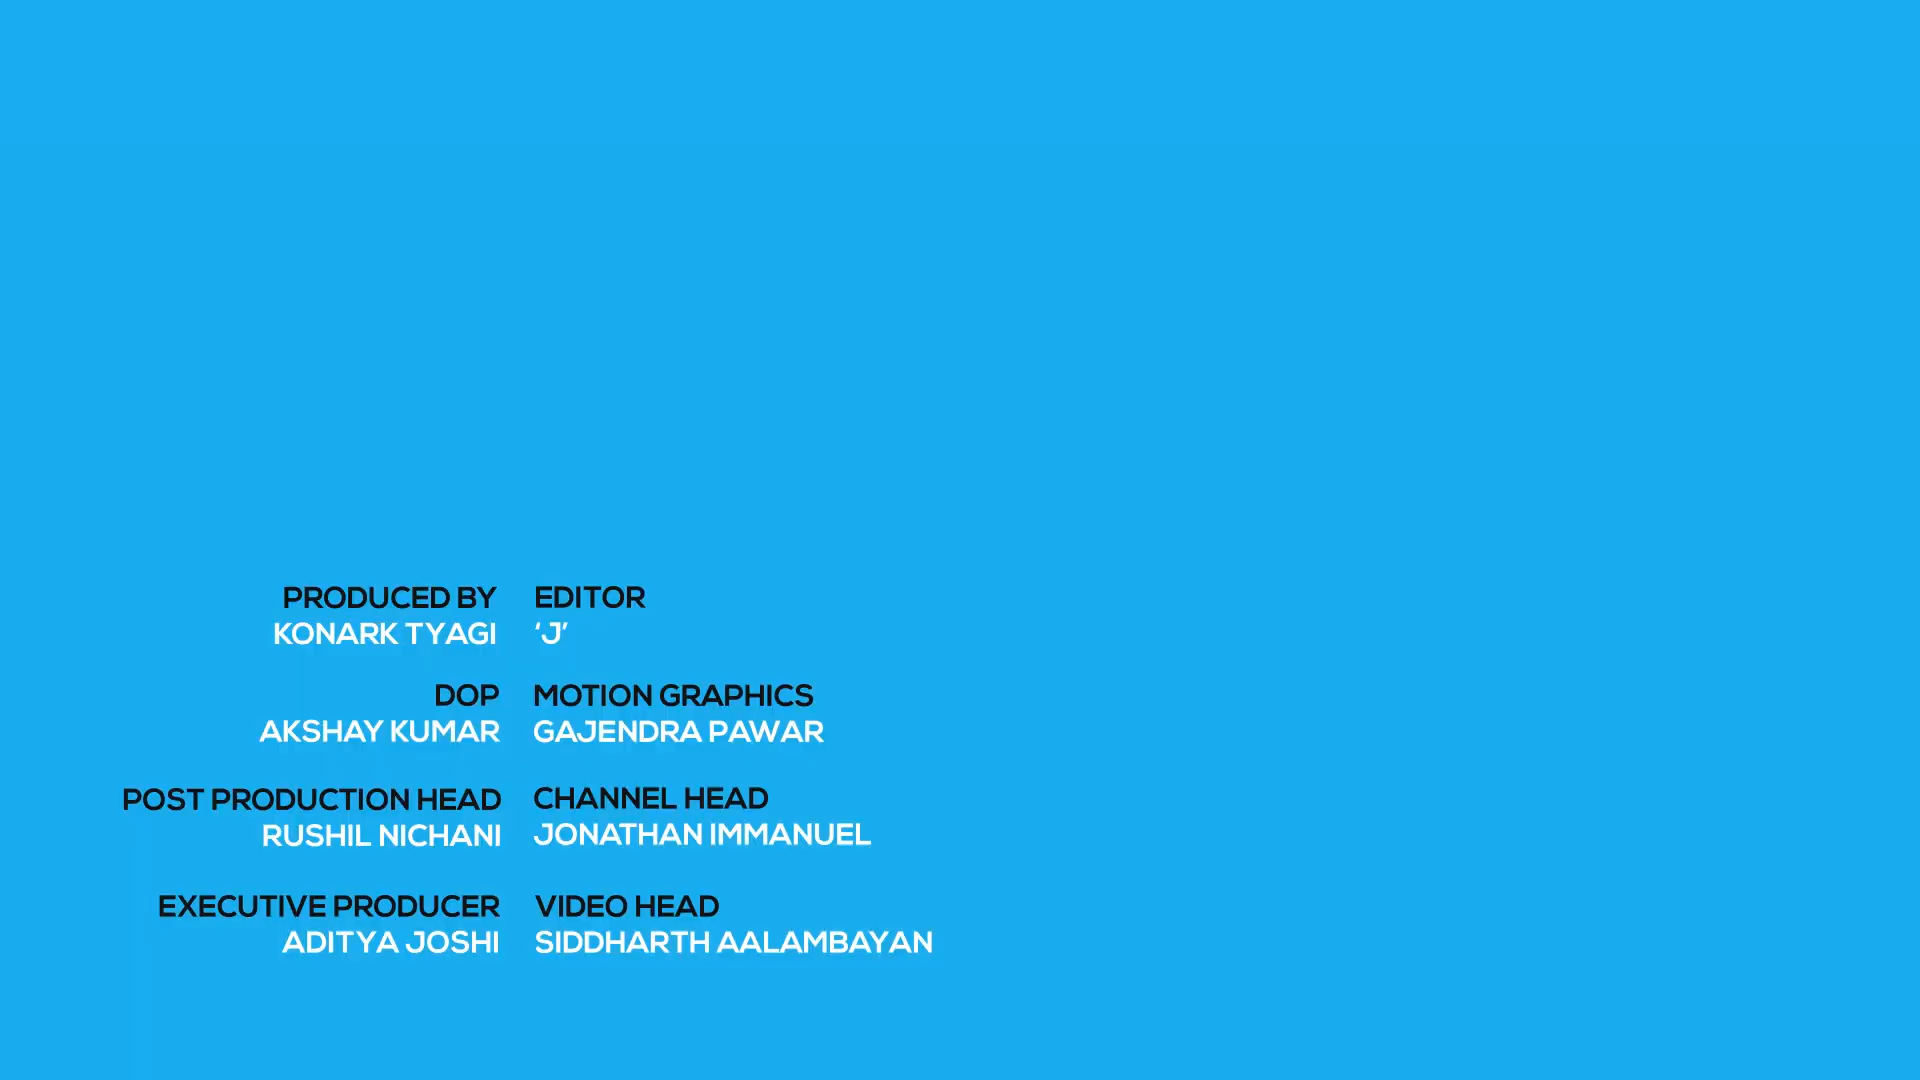 PRODUCED BY
KONARK TYAGI
EDITOR
‘J’
DOP
AKSHAY KUMAR
MOTION GRAPHICS
GAJENDRA PAWAR
POST PRODUCTION HEAD
RUSHIL NICHANI
CHANNEL HEAD
JONATHAN IMMANUEL
EXECUTIVE PRODUCER
ADITYA JOSHI
VIDEO HEAD
SIDDHARTH AALAMBAYAN